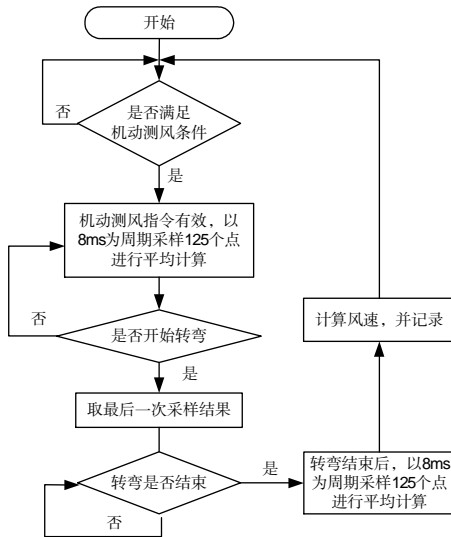 开始
否
是否满足
机动测风条件
是
机动测风指令有效，以
8ms为周期采样125个点
进行平均计算
否
是否开始转弯
是
取最后一次采样结果
转弯是否结束
否
是
转弯结束后，以8ms
为周期采样125个点
进行平均计算
计算风速，并记录